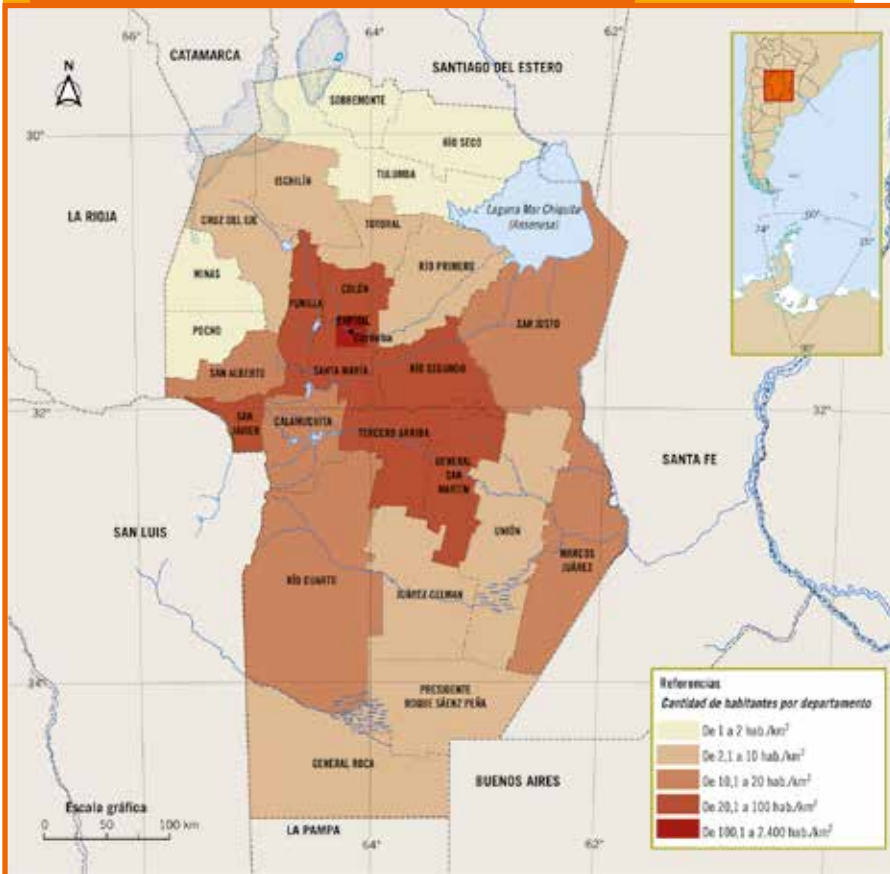 66°
64°
62°
CATAMARCA
SANTIAGO DEL ESTERO
N
SOBREMONTE
30°
RÍO SECO
ISCHILÍN
TULUMBA
LA RIOJA
CRUZ DEL EJE
TOTORAL
Laguna Mar Chiquita
(Ansenuza)
RÍO PRIMERO
MINAS
COLÓN
PUNILLA
CAPITAL
Córdoba
SAN JUSTO
POCHO
SAN ALBERTO
SANTA MARÍA
RÍO SEGUNDO
32°
32°
SAN
JAVIER
CALAMUCHITA
TERCERO ARRIBA
GENERAL
SAN
MARTÍN
SANTA FE
SAN LUIS
UNIÓN
MARCOS
JUÁREZ
RÍO CUARTO
JUÁREZ CELMAN
34°
PRESIDENTE
ROQUE SÁENZ PEÑA
GENERAL ROCA
BUENOS AIRES
LA PAMPA
64°
62°
Escala gráfica
0 50 100 km
74°
90°
Referencias
Cantidad de habitantes por departamento
De 1 a 2 hab./km²
De 2,1 a 10 hab./km²
De 10,1 a 20 hab./km²
De 20,1 a 100 hab./km²
De 100,1 a 2.400 hab./km²